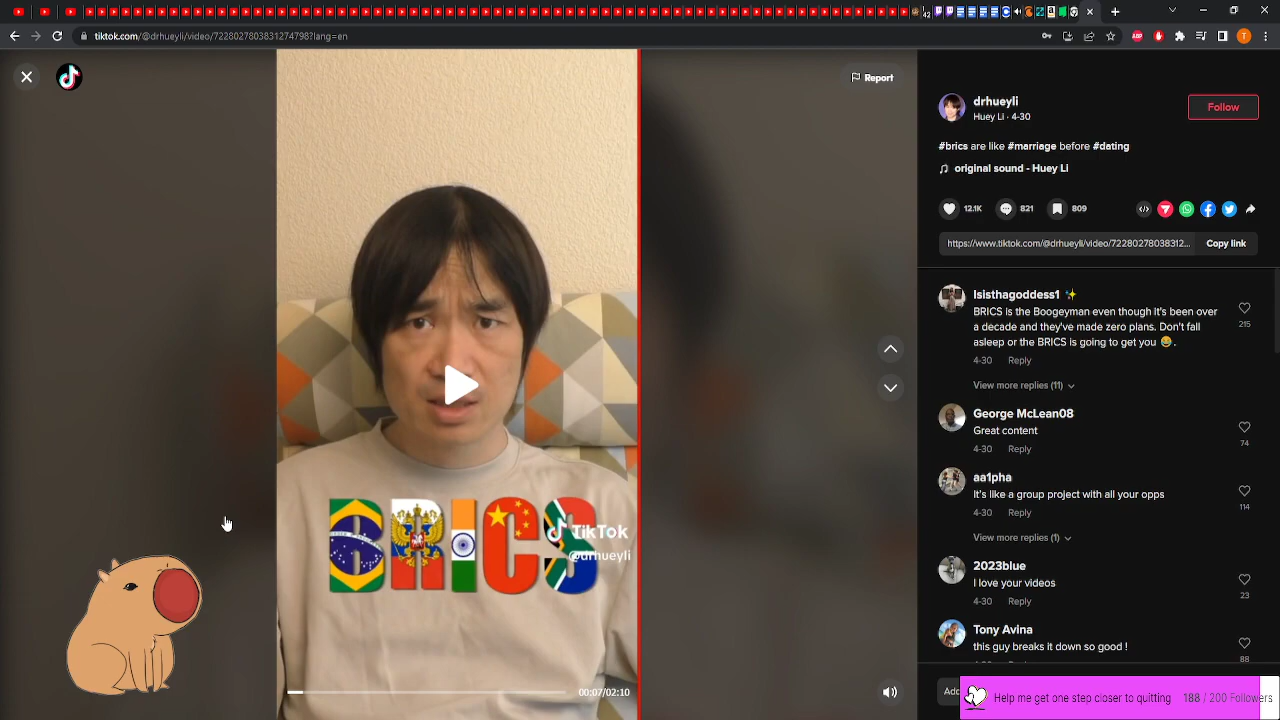 42
tiktok.com/@drhueyli/video/7228027803831274798?lang=en
T
Report
drhueyli
Huey Li · 4-30
Follow
#brics are like #marriage before #dating
original sound - Huey Li
12.1K
821
809
https://www.tiktok.com/@drhueyli/video/72280278038312...
Copy link
Isisthagoddess1 ✨
BRICS Is the Boogeyman even though It's been over
a decade and they've made zero plans. Don't fall
asleep or the BRICS is going to get you 😅.
215
4-30 Reply
View more replies (11)
George McLean08
Great content
74
4-30 Reply
aa1pha
It's like a group project with all your opps
114
4-30 Reply
View more replies (1)
2023blue
I love your videos
23
4-30 Reply
Tony Avina
this guy breaks it down so good !
88
BRICS
TikTok
@drhueyli
00:07/02:10
Add
Help me get one step closer to quitting 188 / 200 Followers